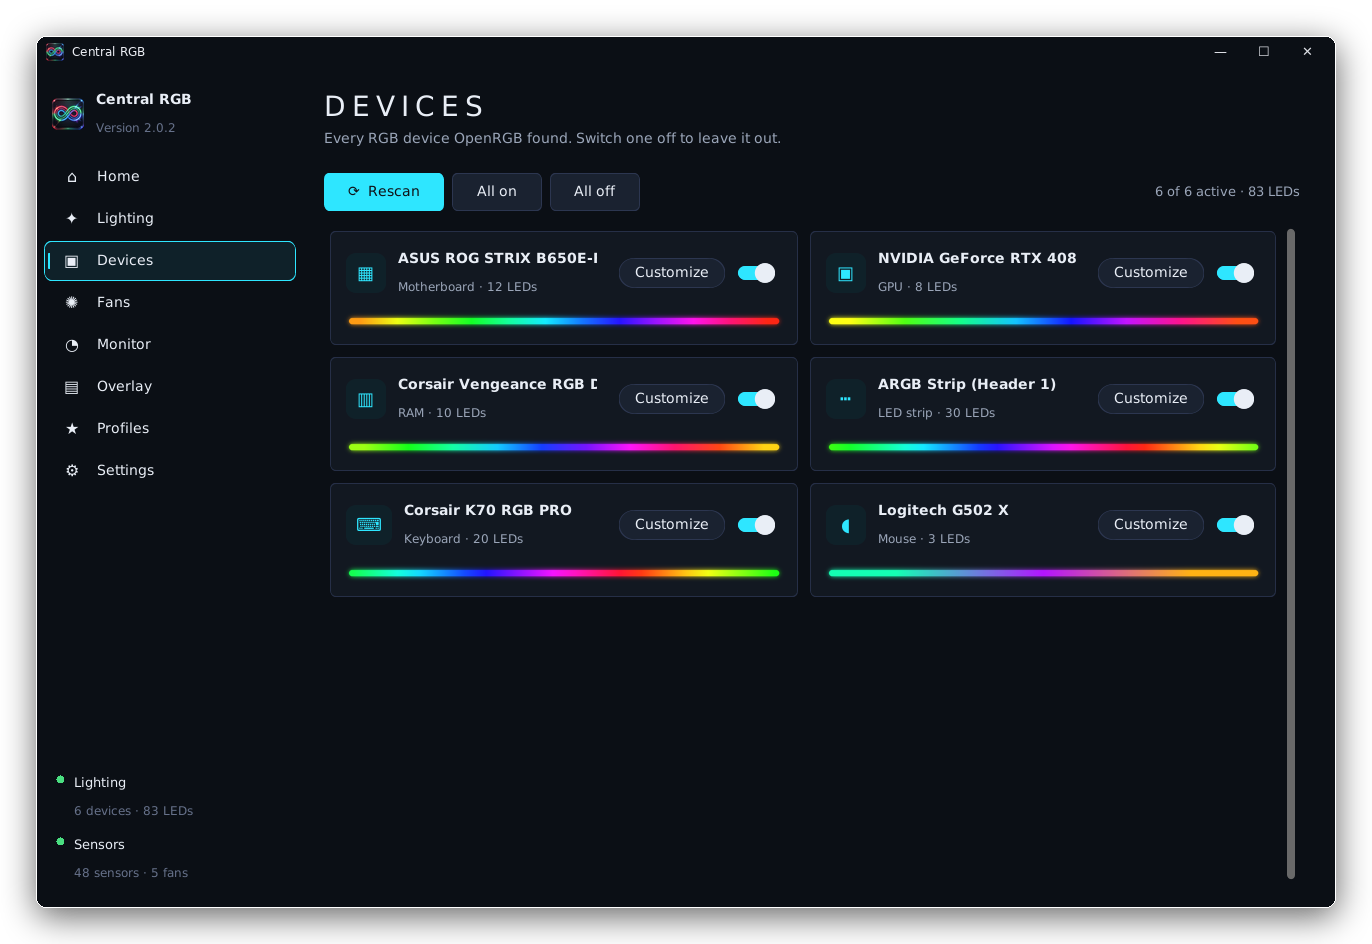 Central RGB
Central RGB
Version 2.0.2
Home
Lighting
Devices
Fans
Monitor
Overlay
Profiles
Settings
Lighting
6 devices · 83 LEDs
Sensors
48 sensors · 5 fans
DEVICES
Every RGB device OpenRGB found. Switch one off to leave it out.
Rescan
All on
All off
6 of 6 active · 83 LEDs
ASUS ROG STRIX B650E-
Motherboard · 12 LEDs
Customize
NVIDIA GeForce RTX 408
GPU · 8 LEDs
Customize
Corsair Vengeance RGB
RAM · 10 LEDs
Customize
ARGB Strip (Header 1)
LED strip · 30 LEDs
Customize
Corsair K70 RGB PRO
Keyboard · 20 LEDs
Customize
Logitech G502 X
Mouse · 3 LEDs
Customize